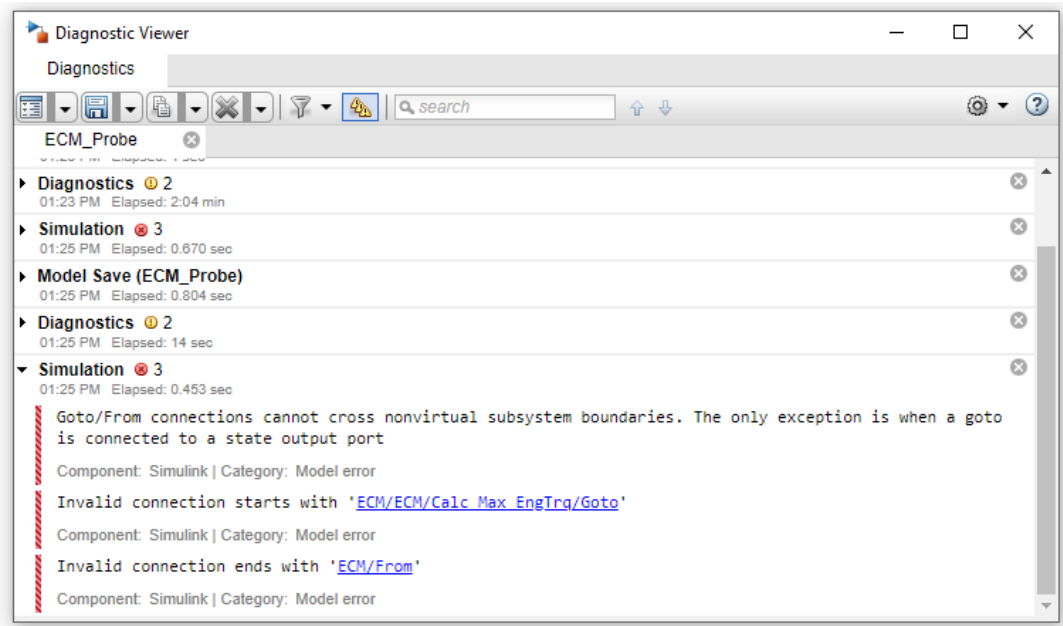 Diagnostic Viewer
Diagnostics
search
ECM_Probe
Diagnostics 2
01:23 PM Elapsed: 2:04 min
Simulation 3
01:25 PM Elapsed: 0.670 sec
Model Save (ECM_Probe)
01:25 PM Elapsed: 0.804 sec
Diagnostics 2
01:25 PM Elapsed: 14 sec
Simulation 3
01:25 PM Elapsed: 0.453 sec
Goto/From connections cannot cross nonvirtual subsystem boundaries. The only exception is when a goto
is connected to a state output port
Component: Simulink | Category: Model error
Invalid connection starts with 'ECM/ECM/Calc Max EngTrq/Goto'
Component: Simulink | Category: Model error
Invalid connection ends with 'ECM/From'
Component: Simulink | Category: Model error